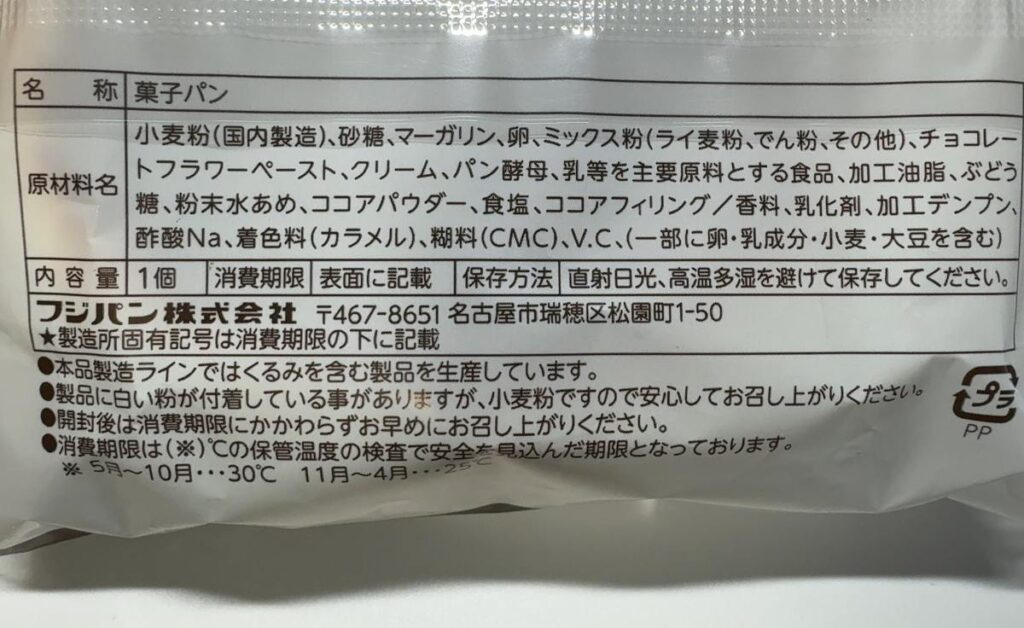 名 称 菓子パン
原材料名
小麦粉(国内製造)、砂糖、マーガリン、卵、ミックス粉(ライ麦粉、でん粉、その他)、チョコレー
トフラワーペースト、クリーム、パン酵母、乳等を主要原料とする食品、加工油脂、ぶどう
糖、粉末水あめ、ココアパウダー、食塩、ココアフィリング/香料、乳化剤、加工デンプン、
酢酸Na、着色料(カラメル)、糊料(CMC)、V.C、(一部に卵・乳成分・小麦・大豆を含む)
内容量 1個 消費期限 表面に記載 保存方法 直射日光、高温多湿を避けて保存してください。
フジパン株式会社 〒467-8651 名古屋市瑞穂区松園町1-50
★製造所固有記号は消費期限の下に記載
●本品製造ラインではくるみを含む製品を生産しています。
●製品に白い粉が付着している事がありますが、小麦粉ですので安心してお召し上がりください。
●開封後は消費期限にかかわらずお早めにお召し上がりください。
●消費期限は(※)℃の保管温度の検査で安全を見込んだ期限となっております。
※ 5月~10月・・・30℃ 11月~4月・・・25℃
プラ
PP